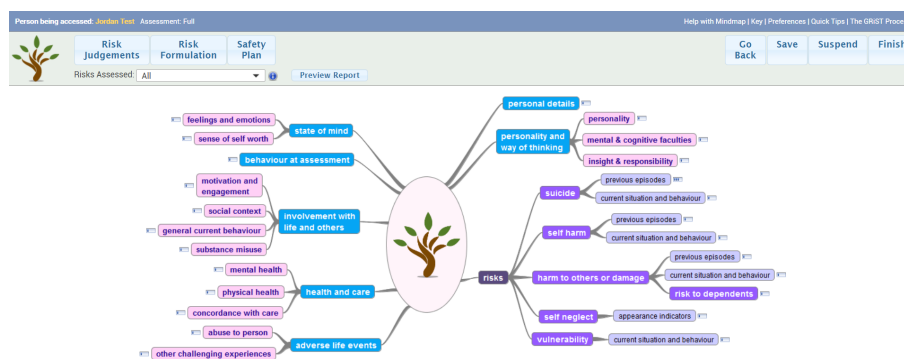 Person being accessed: Jordan Test Assessment: Full
Help with Mindmap | Key | Preferences | Quick Tips | The GRiST Proce
Risk Judgements
Risk Formulation
Safety Plan
Go Back
Save
Suspend
Finish
Risks Assessed: All
Preview Report
feelings and emotions
sense of self worth
state of mind
behaviour at assessment
motivation and
engagement
social context
general current behaviour
substance misuse
involvement with
life and others
mental health
physical health
concordance with care
health and care
abuse to person
other challenging experiences
adverse life events
personal details
personality and
way of thinking
personality
mental & cognitive faculties
insight & responsibility
risks
suicide
previous episodes
current situation and behaviour
self harm
previous episodes
current situation and behaviour
harm to others or damage
previous episodes
current situation and behaviour
risk to dependents
self neglect
appearance indicators
vulnerability
current situation and behaviour